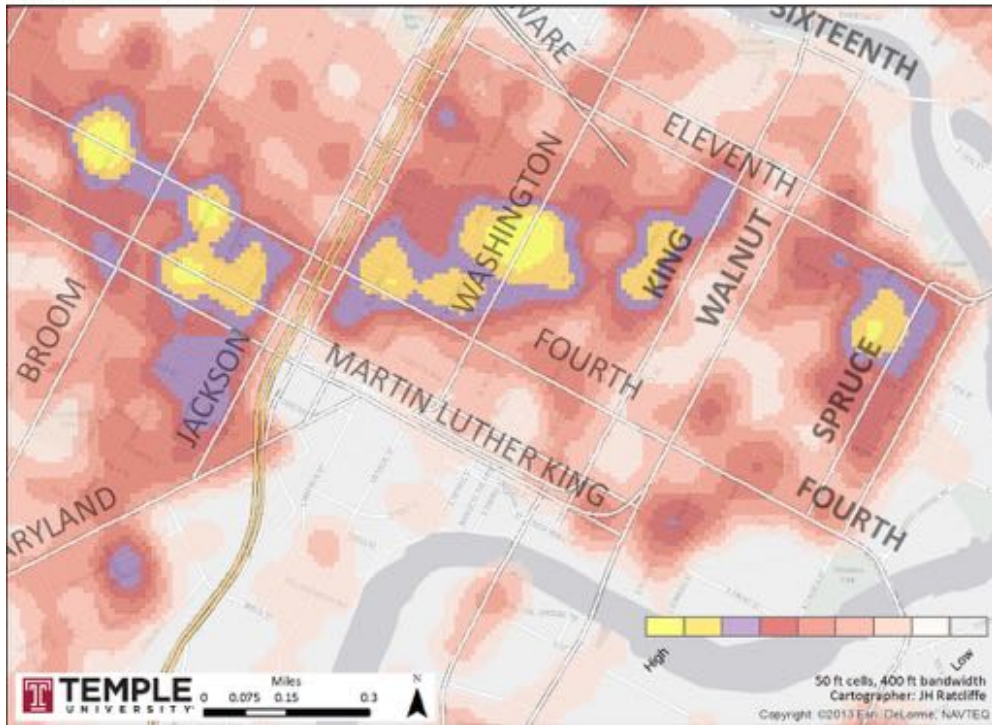 SIXTEENTH
WARE
ELEVENTH
WASHINGTON
KING
WALNUT
BROOM
JACKSON
FOURTH
SPRUCE
MARTIN LUTHER KING
FOURTH
ARYLAND
High
Low
50 ft cells, 400 ft bandwidth
Cartographer: JH Ratcliffe
Copyright: ©2013 Esri, DeLorme, NAVTEQ
TEMPLE
UNIVERSITY
Miles
0 0.075 0.15 0.3
N